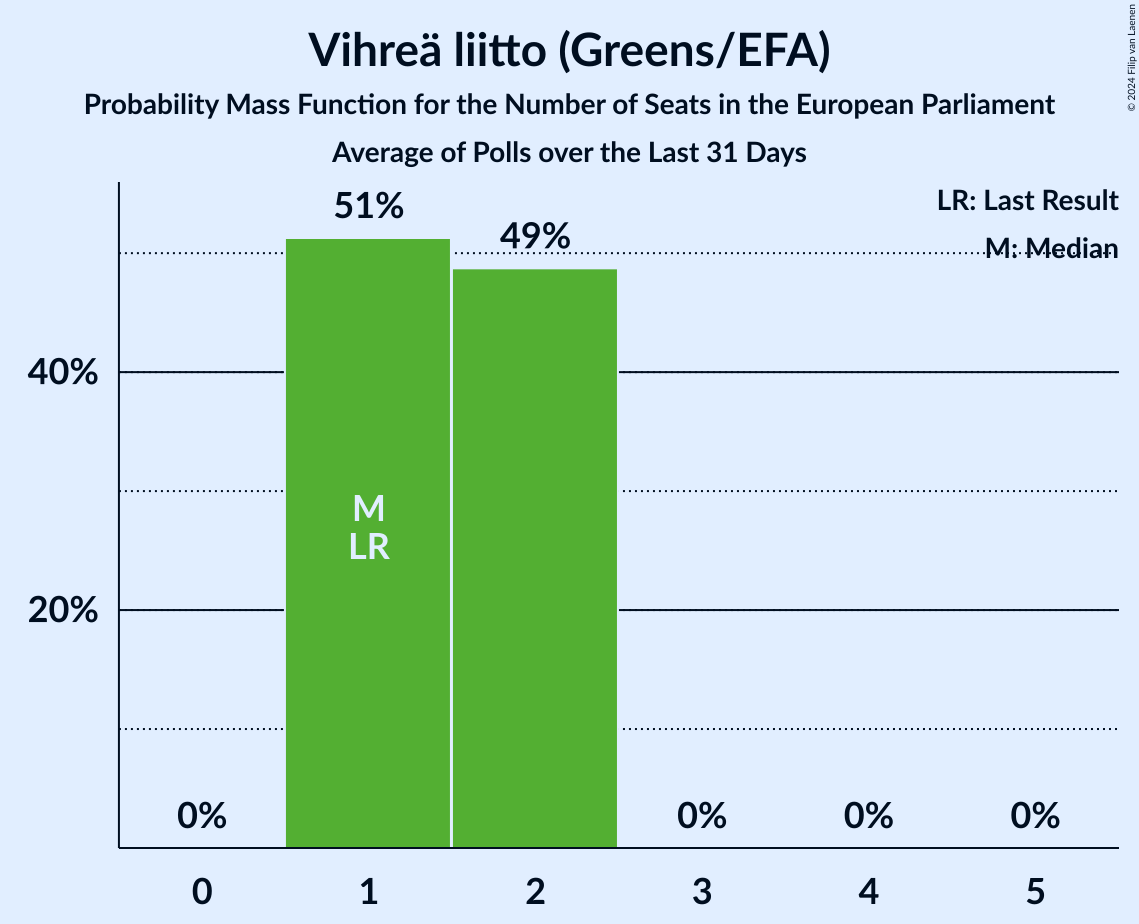 Vihreä liitto (Greens/EFA)
Probability Mass Function for the Number of Seats in the European Parliament
Average of Polls over the Last 31 Days
© 2024 Filip van Laenen
LR: Last Result
M: Median
51%
49%
40%
20%
M
LR
0%
0%
0%
0%
0
1
2
3
4
5